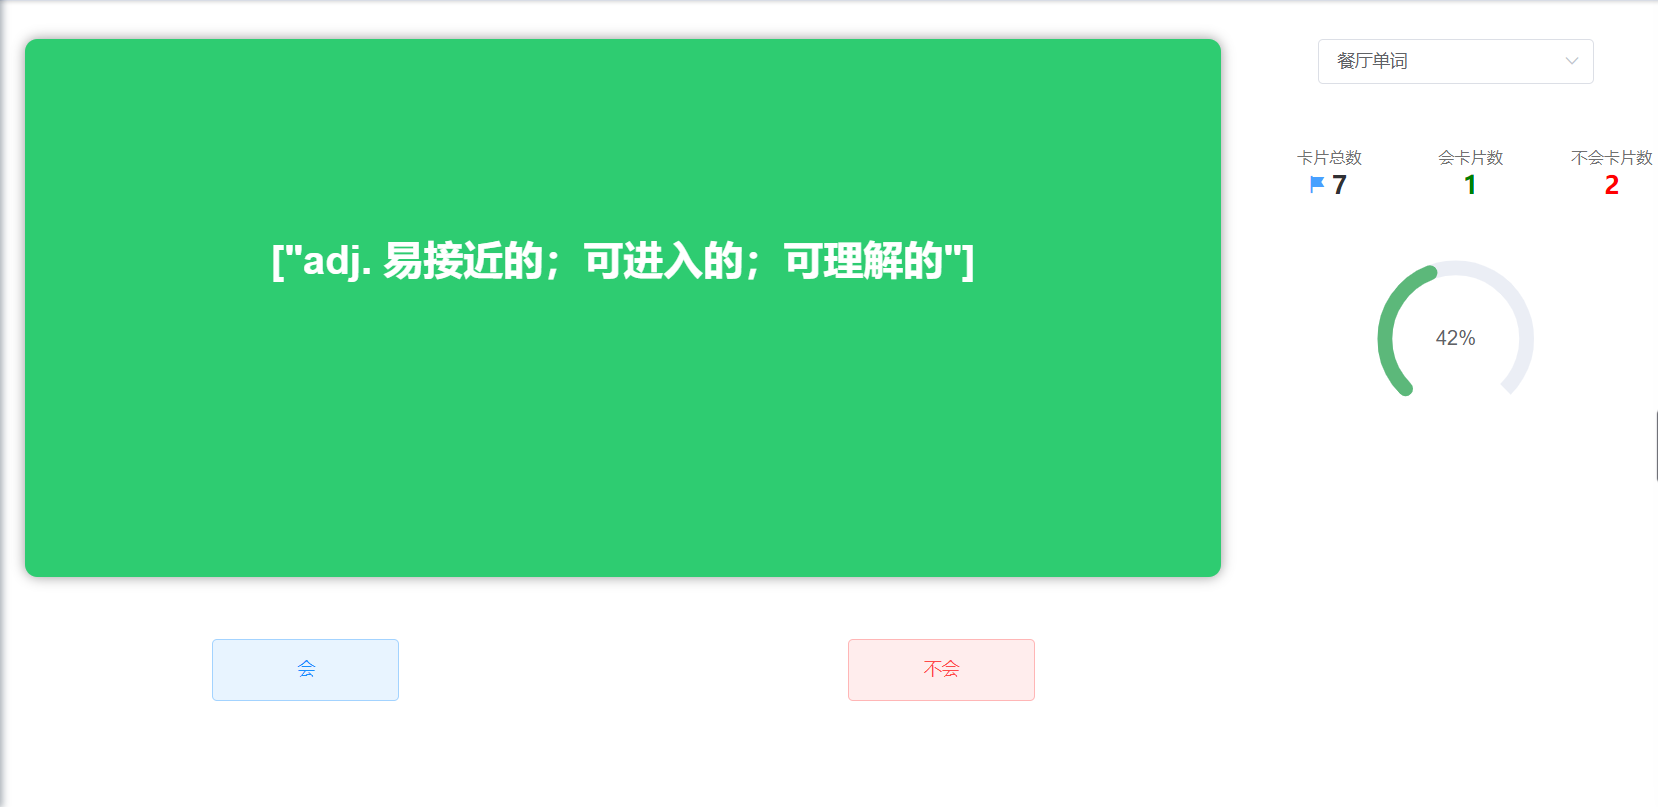 ["adj. 易接近的；可进入的；可理解的"]
会
不会
餐厅单词
卡片总数
7
会卡片数
1
不会卡片数
2
42%